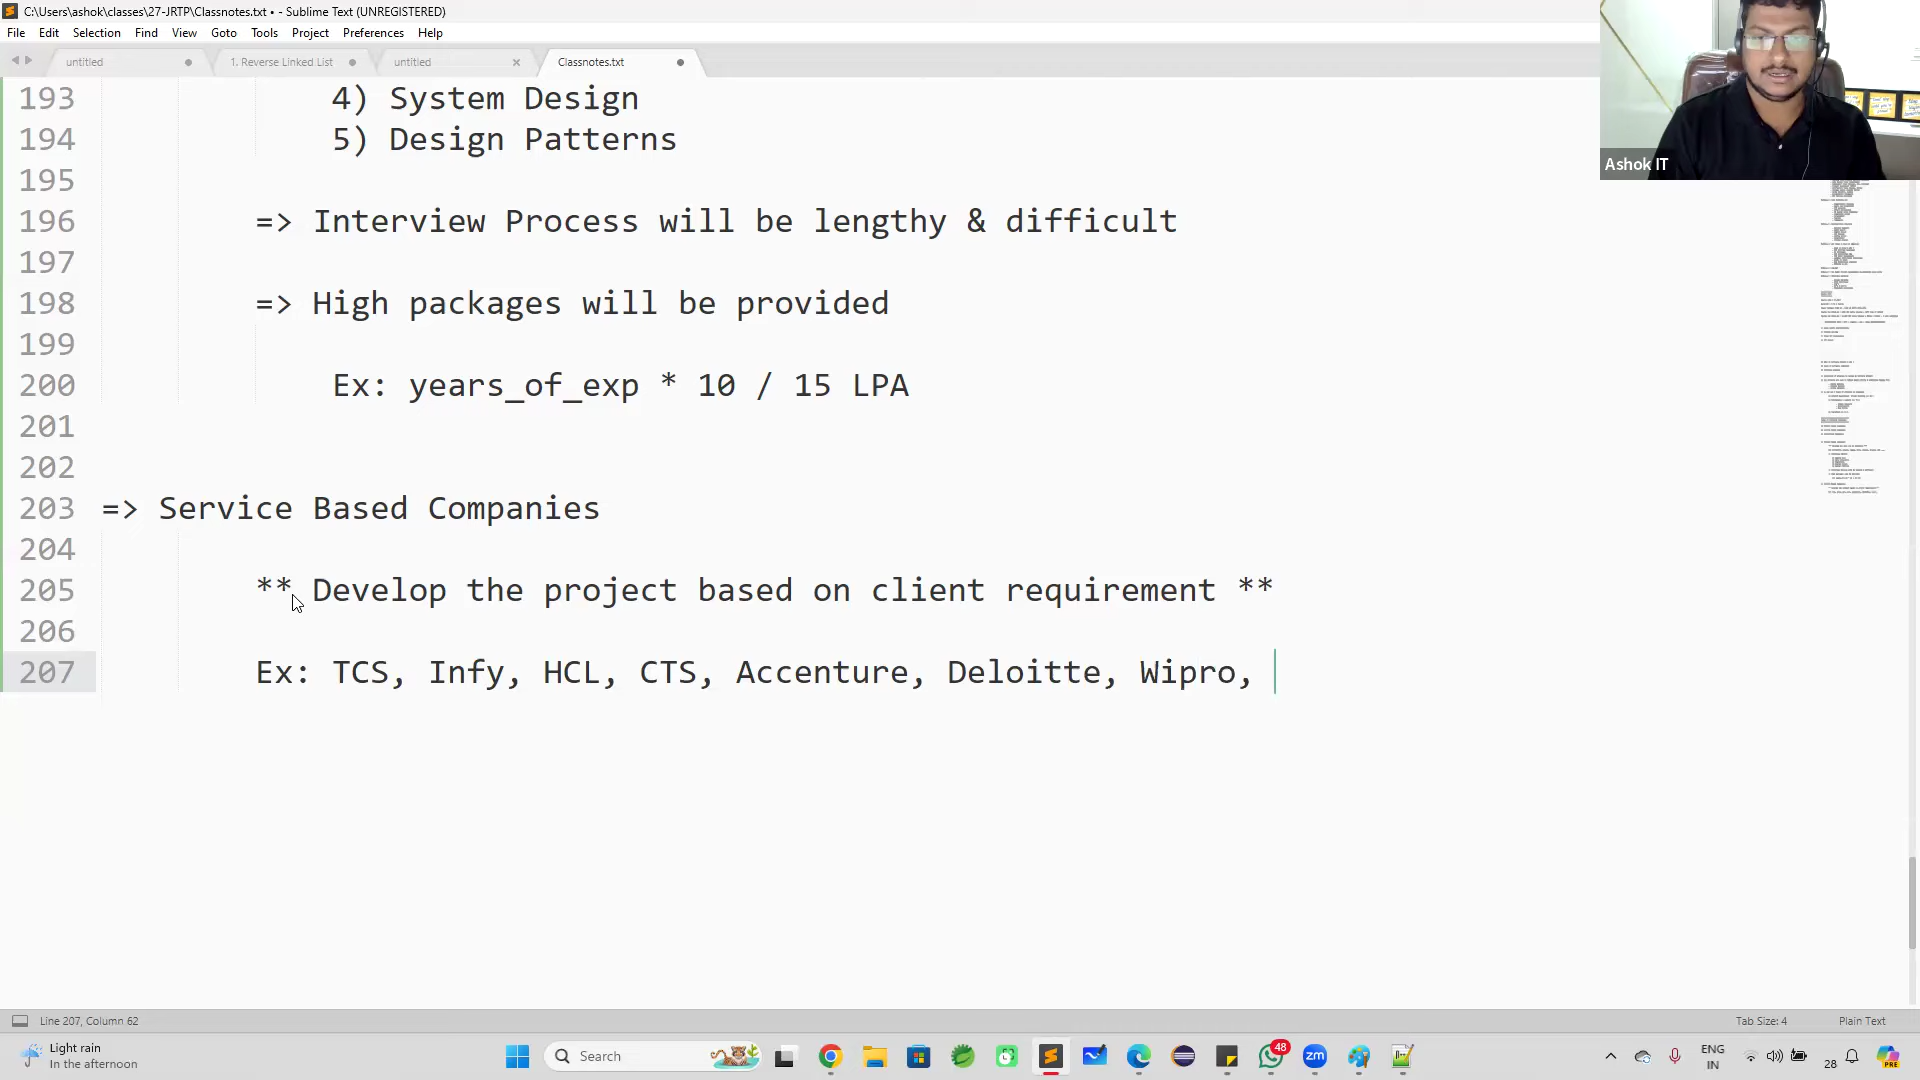 C:\Users\ashok\classes\27-JRTP\Classnotes.txt • - Sublime Text (UNREGISTERED)
File Edit Selection Find View Goto Tools Project Preferences Help
untitled 1. Reverse Linked List untitled Classnotes.txt
193 4) System Design
194 5) Design Patterns
195
196 => Interview Process will be lengthy & difficult
197
198 => High packages will be provided
199
200 Ex: years_of_exp * 10 / 15 LPA
201
202
203 => Service Based Companies
204
205 ** Develop the project based on client requirement **
206
207 Ex: TCS, Infy, HCL, CTS, Accenture, Deloitte, Wipro,
Ashok IT
Line 207, Column 62 Tab Size: 4 Plain Text
Light rain
In the afternoon
Search
48
zm
ENG
IN
28
PRE